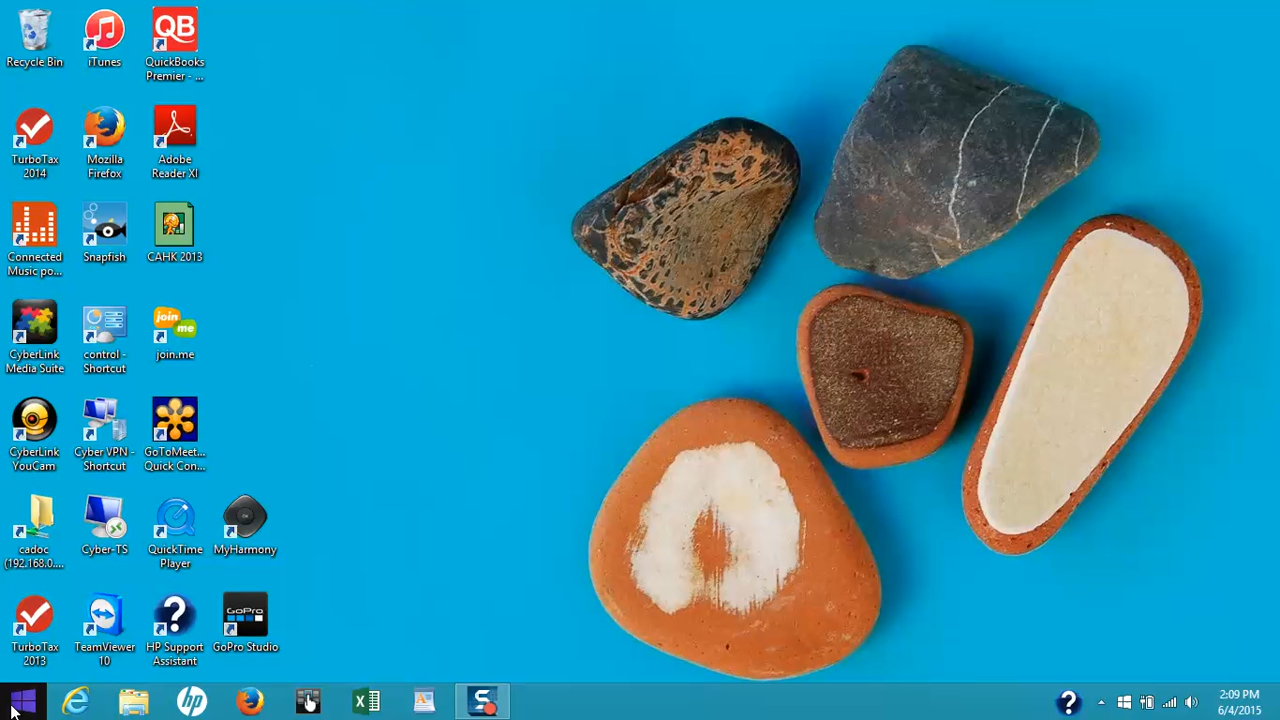 Recycle Bin
iTunes
QB
QuickBooks
Premier - ...
TurboTax
2014
Mozilla
Firefox
Adobe
Reader XI
Connected
Music po...
Snapfish
CAHK 2013
CyberLink
Media Suite
control -
Shortcut
join
me
join.me
CyberLink
YouCam
Cyber VPN -
Shortcut
GoToMeet...
Quick Con...
cadoc
(192.168.0....
Cyber-TS
QuickTime
Player
MyHarmony
TurboTax
2013
TeamViewer
10
?
HP Support
Assistant
GoPro
GoPro Studio
hp
S
?
2:09 PM
6/4/2015